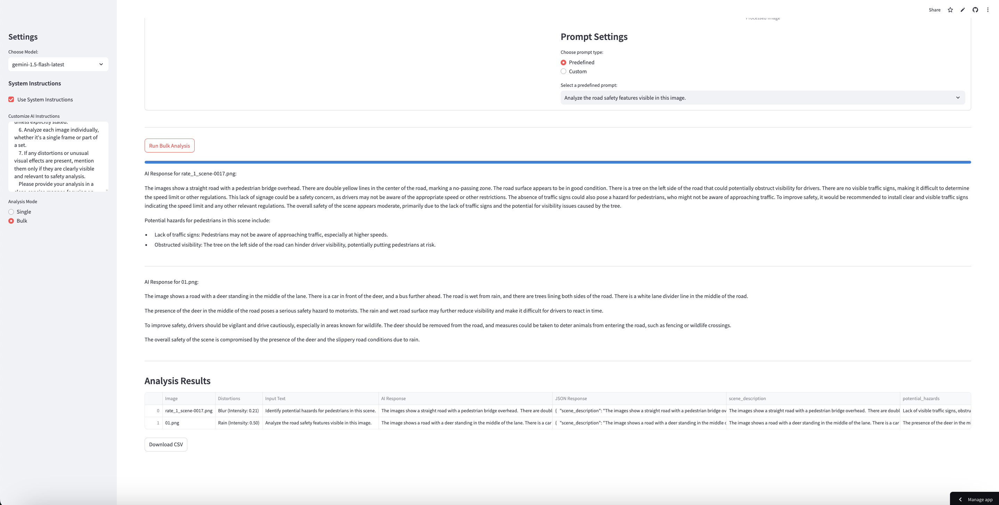 Share
Settings
Choose Model:
gemini-1.5-flash-latest
System Instructions
Use System Instructions
Customize AI Instructions
unless explicitly stated.
6. Analyze each image individually,
whether it's a single frame or part of
a set.
7. If any distortions or unusual
visual effects are present, mention
them only if they are clearly visible
and relevant to safety analysis.
Please provide your analysis in a
clear, concise manner, focusing on
Analysis Mode
Single
Bulk
Processed Image
Prompt Settings
Choose prompt type:
Predefined
Custom
Select a predefined prompt:
Analyze the road safety features visible in this image.
Run Bulk Analysis
AI Response for rate_1_scene-0017.png:
The images show a straight road with a pedestrian bridge overhead. There are double yellow lines in the center of the road, marking a no-passing zone. The road surface appears to be in good condition. There is a tree on the left side of the road that could potentially obstruct visibility for drivers. There are no visible traffic signs, making it difficult to determine
the speed limit or other regulations. This lack of signage could be a safety concern, as drivers may not be aware of the appropriate speed or other restrictions. The absence of traffic signs could also pose a hazard for pedestrians, who might not be aware of approaching traffic. To improve safety, it would be recommended to install clear and visible traffic signs
indicating the speed limit and any other relevant regulations. The overall safety of the scene appears moderate, primarily due to the lack of traffic signs and the potential for visibility issues caused by the tree.
Potential hazards for pedestrians in this scene include:
• Lack of traffic signs: Pedestrians may not be aware of approaching traffic, especially at higher speeds.
• Obstructed visibility: The tree on the left side of the road can hinder driver visibility, potentially putting pedestrians at risk.
AI Response for 01.png:
The image shows a road with a deer standing in the middle of the lane. There is a car in front of the deer, and a bus further ahead. The road is wet from rain, and there are trees lining both sides of the road. There is a white lane divider line in the middle of the road.
The presence of the deer in the middle of the road poses a serious safety hazard to motorists. The rain and wet road surface may further reduce visibility and make it difficult for drivers to react in time.
To improve safety, drivers should be vigilant and drive cautiously, especially in areas known for wildlife. The deer should be removed from the road, and measures could be taken to deter animals from entering the road, such as fencing or wildlife crossings.
The overall safety of the scene is compromised by the presence of the deer and the slippery road conditions due to rain.
Analysis Results
Image Distortions Input Text AI Response JSON Response scene_description potential_hazards
0 rate_1_scene-0017.png Blur (Intensity: 0.21) Identify potential hazards for pedestrians in this scene. The images show a straight road with a pedestrian bridge overhead. There are doubl { "scene_description": "The images show a straight road with a pedestrian bridge ov The images show a straight road with a pedestrian bridge overhead. There are doubl Lack of visible traffic signs, obstru
1 01.png Rain (Intensity: 0.50) Analyze the road safety features visible in this image. The image shows a road with a deer standing in the middle of the lane. There is a car { "scene_description": "The image shows a road with a deer standing in the middle o The image shows a road with a deer standing in the middle of the lane. There is a car The presence of the deer in the mi
Download CSV
Manage app